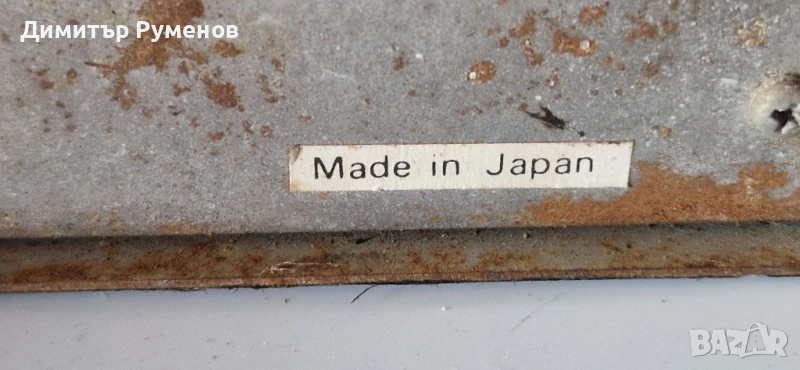 Димитър Руменов
Made in Japan
BAZAR